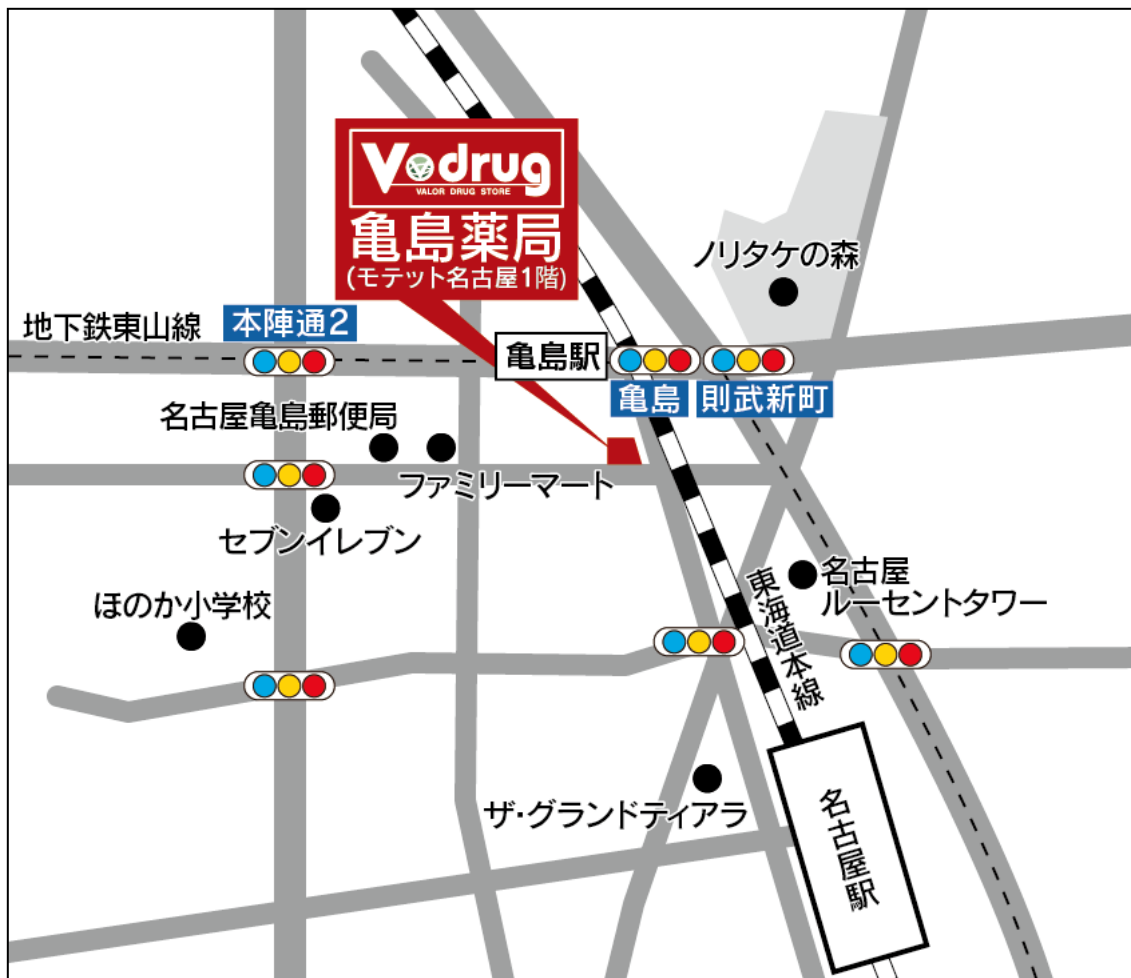 V drug
VALOR DRUG STORE
亀島薬局
(モテット名古屋1階)
ノリタケの森
地下鉄東山線
本陣通2
亀島駅
亀島
則武新町
名古屋亀島郵便局
ファミリーマート
セブンイレブン
ほのか小学校
名古屋
ルーセントタワー
東海道本線
ザ・グランドティアラ
名古屋駅